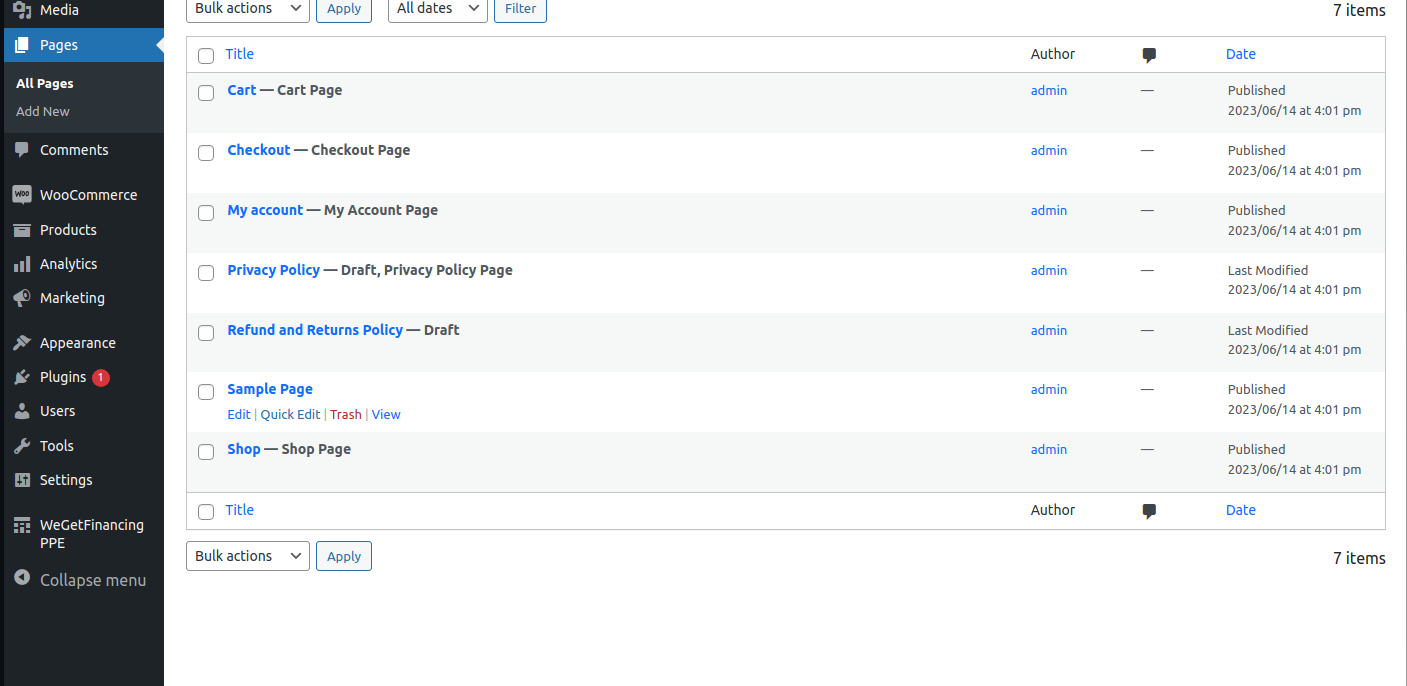 Media
Pages
All Pages
Add New
Comments
WOO WooCommerce
Products
Analytics
Marketing
Appearance
Plugins 1
Users
Tools
Settings
WeGetFinancing
PPE
Collapse menu
Bulk actions Apply All dates Filter 7 items
Title Author Date
Cart — Cart Page admin — Published
2023/06/14 at 4:01 pm
Checkout — Checkout Page admin — Published
2023/06/14 at 4:01 pm
My account — My Account Page admin — Published
2023/06/14 at 4:01 pm
Privacy Policy — Draft, Privacy Policy Page admin — Last Modified
2023/06/14 at 4:01 pm
Refund and Returns Policy — Draft admin — Last Modified
2023/06/14 at 4:01 pm
Sample Page admin — Published
Edit | Quick Edit | Trash | View 2023/06/14 at 4:01 pm
Shop — Shop Page admin — Published
2023/06/14 at 4:01 pm
Title Author Date
Bulk actions Apply 7 items